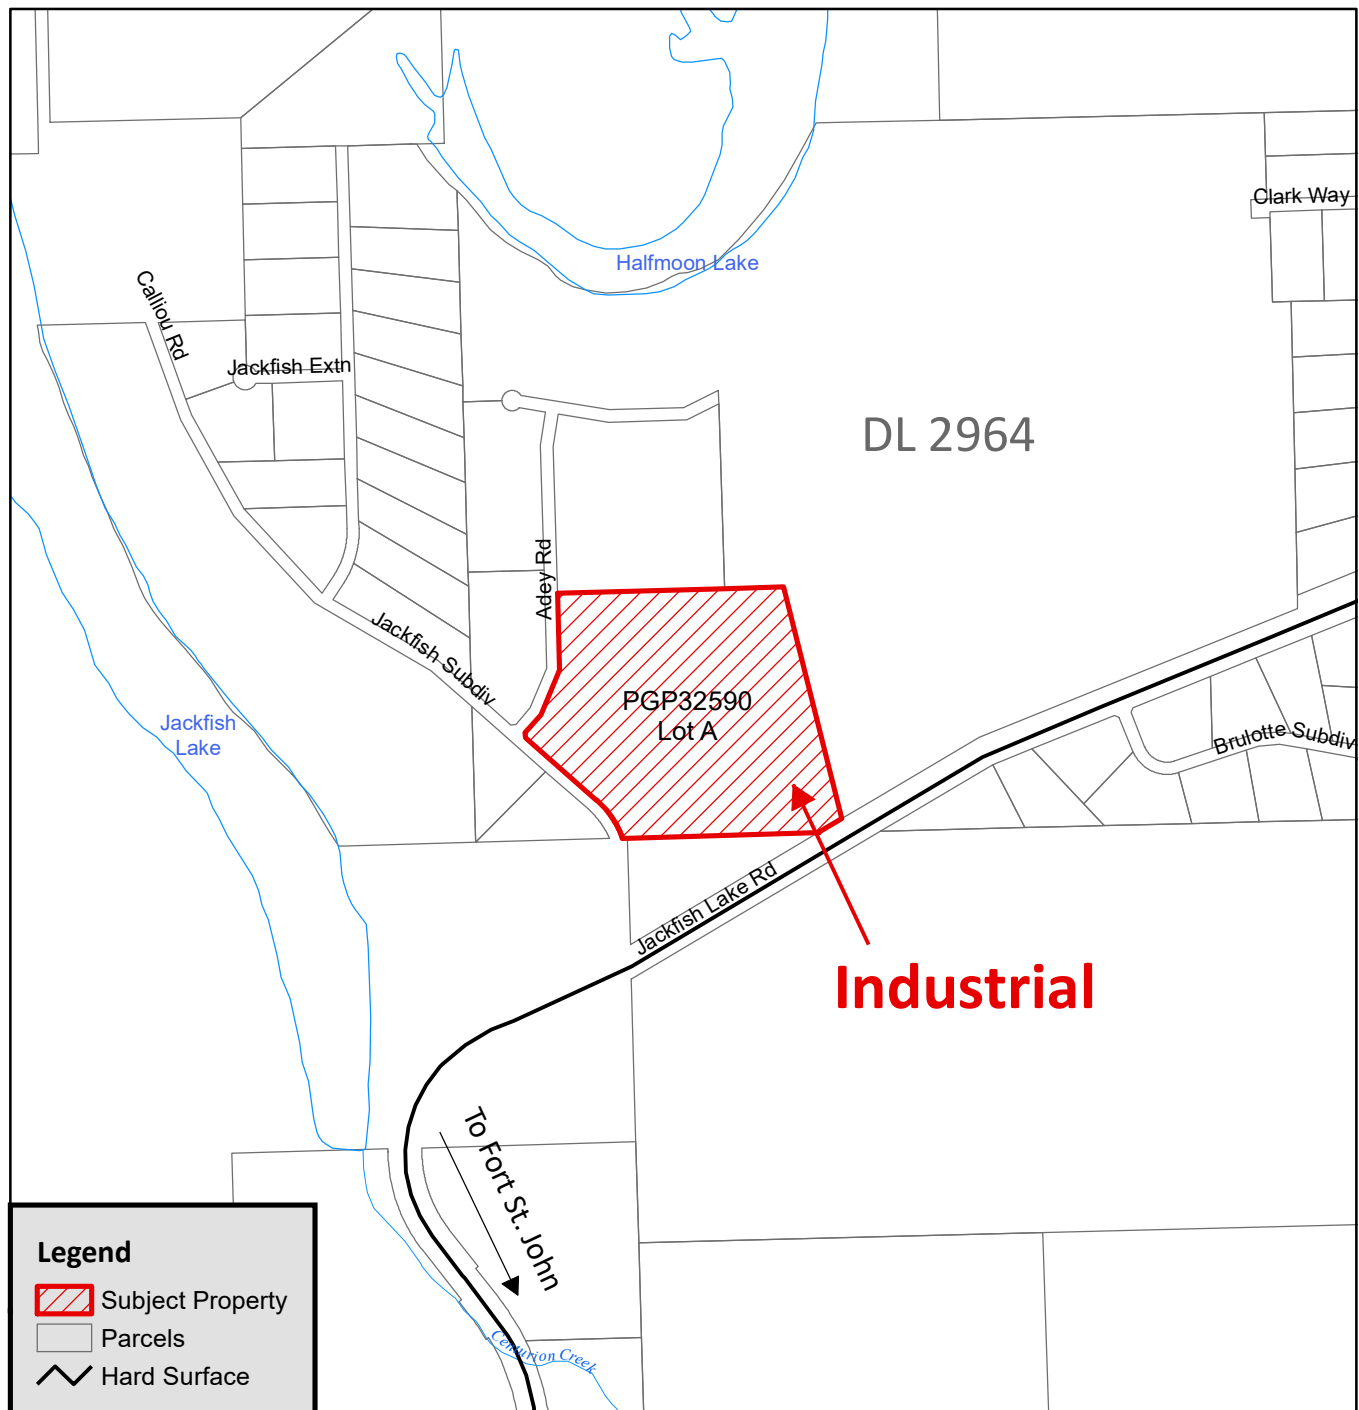 Clark Way
Halfmoon Lake
Calliou Rd
Jackfish Extn
DL 2964
Adey Rd
Jackfish Subdiv
PGP32590
Lot A
Jackfish
Lake
Brulotte Subdiv
Jackfish Lake Rd
Industrial
To Fort St. John
Centurion Creek
Legend
Subject Property
Parcels
Hard Surface